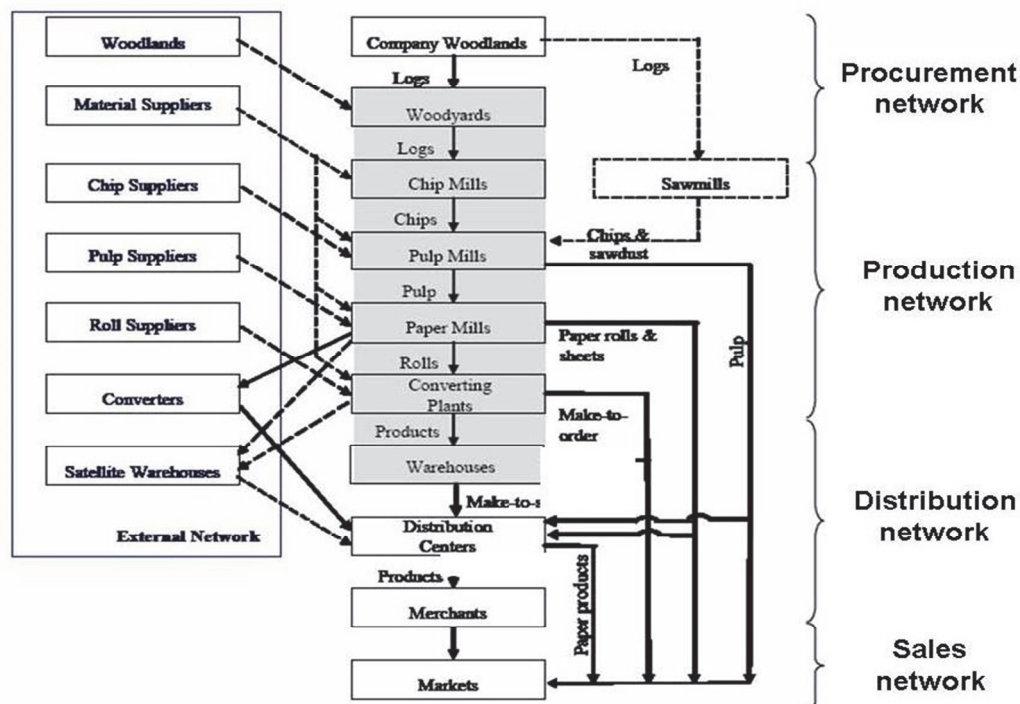 Woodlands
Material Suppliers
Chip Suppliers
Pulp Suppliers
Roll Suppliers
Converters
Satellite Warehouses
External Network
Company Woodlands
Logs
Woodyards
Logs
Chip Mills
Chips
Pulp Mills
Pulp
Paper Mills
Rolls
Converting
Plants
Products
Warehouses
Make-to-s
Distribution
Centers
Products
Merchants
Markets
Logs
Sawmills
Chips &
sawdust
Paper rolls &
sheets
Make-to-
order
Pulp
Paper products
Procurement
network
Production
network
Distribution
network
Sales
network